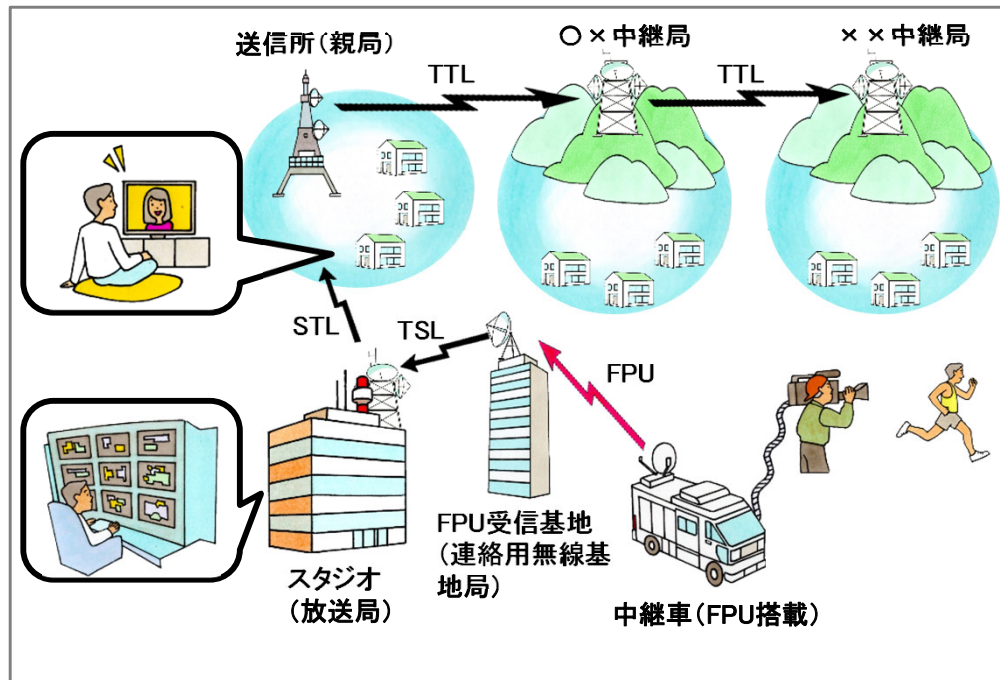 送信所（親局）
○×中継局
××中継局
TTL
TTL
STL
TSL
FPU
FPU受信基地
（連絡用無線基
地局）
スタジオ
（放送局）
中継車（FPU搭載）